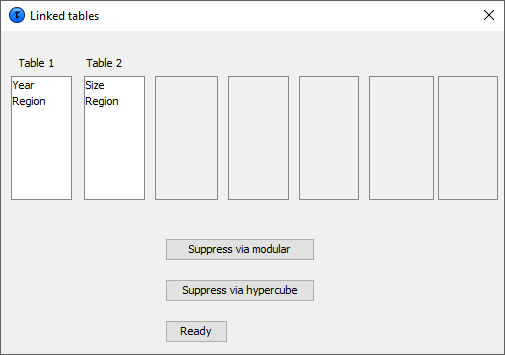 Linked tables
Table 1 Table 2
Year Size
Region Region
Suppress via modular
Suppress via hypercube
Ready